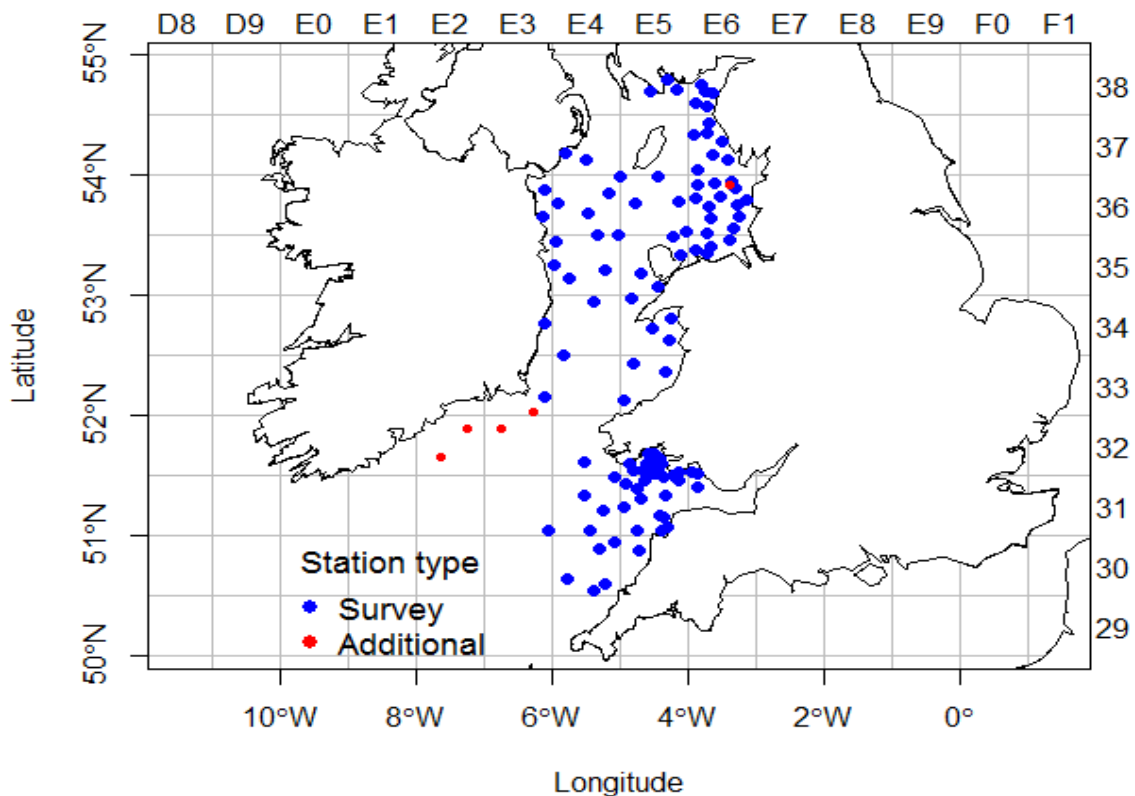 D8 D9 E0 E1 E2 E3 E4 E5 E6 E7 E8 E9 F0 F1
55°N
38
37
54°N
36
35
53°N
34
Latitude
33
52°N
32
31
51°N
Station type
30
Survey
29
Additional
50°N
10°W 8°W 6°W 4°W 2°W 0°
Longitude